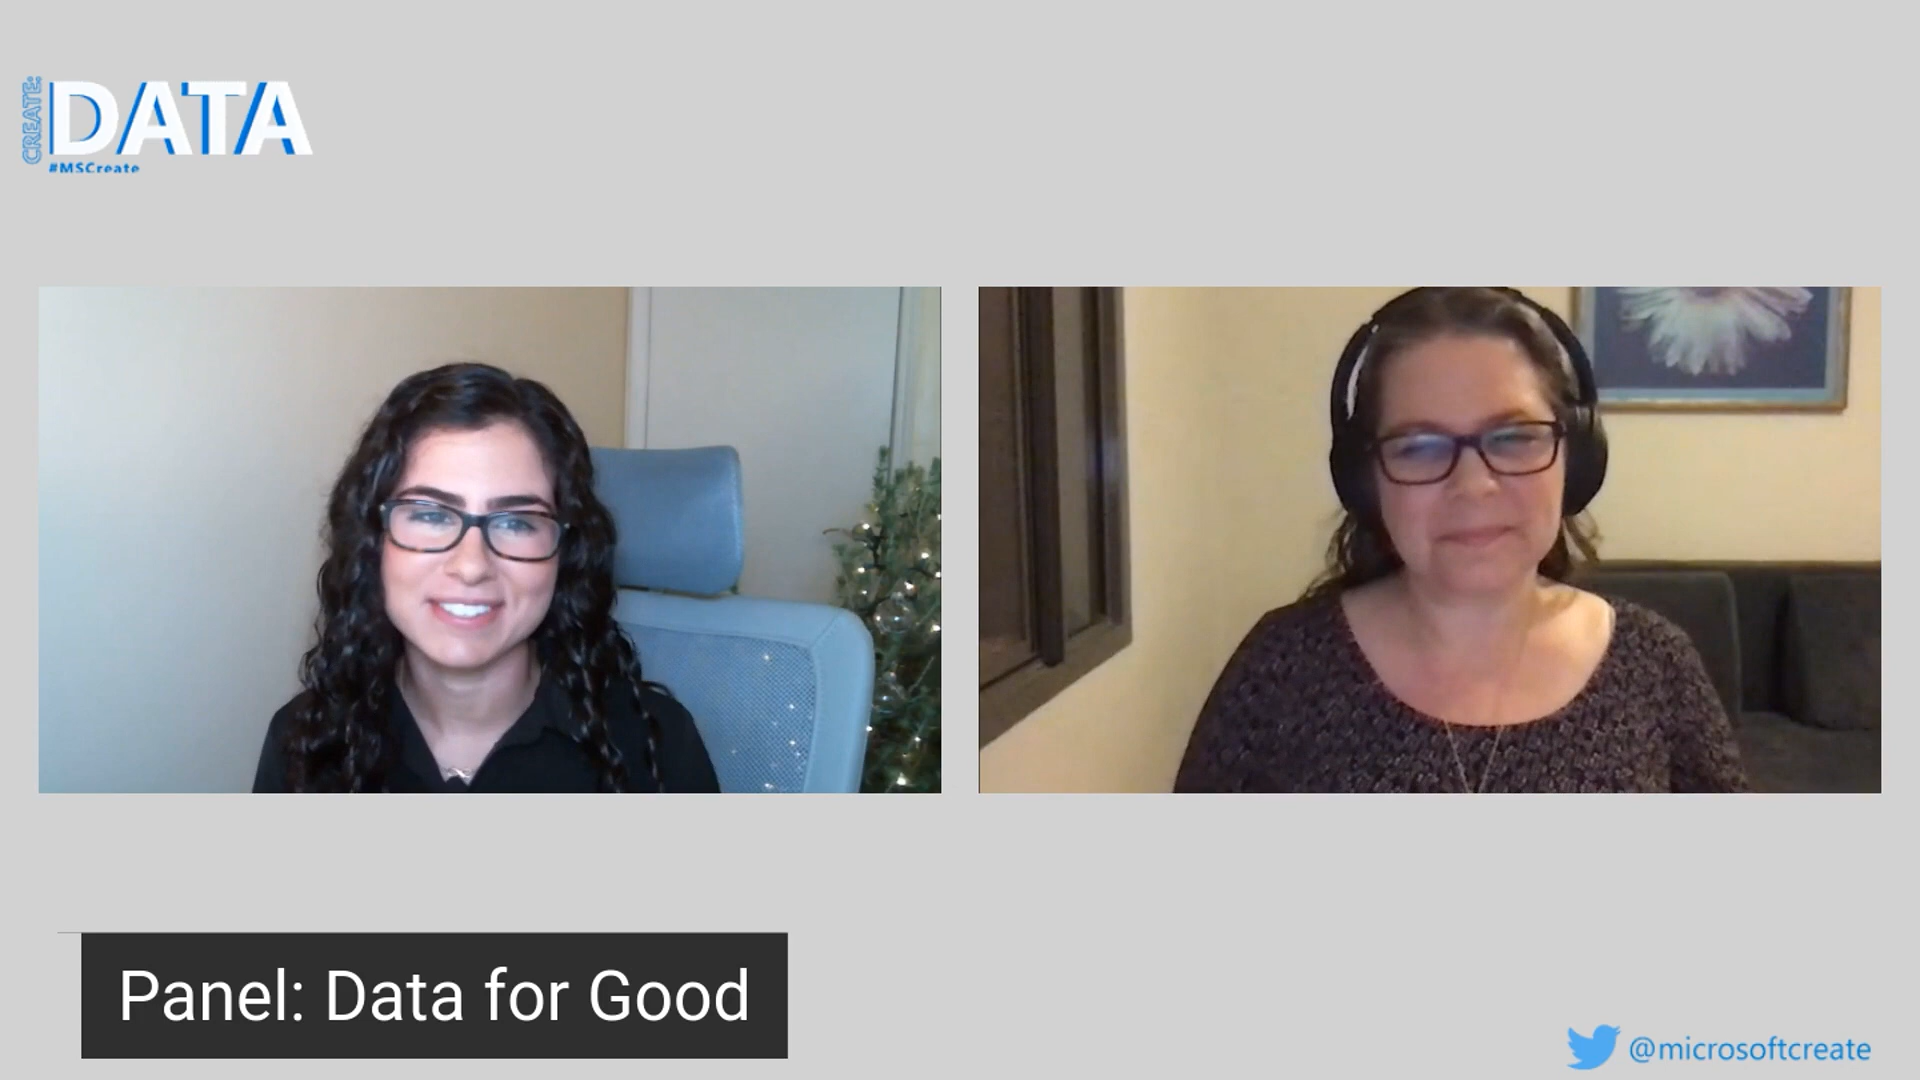 CREATE:
DATA
#MSCreate
Panel: Data for Good
@microsoftcreate